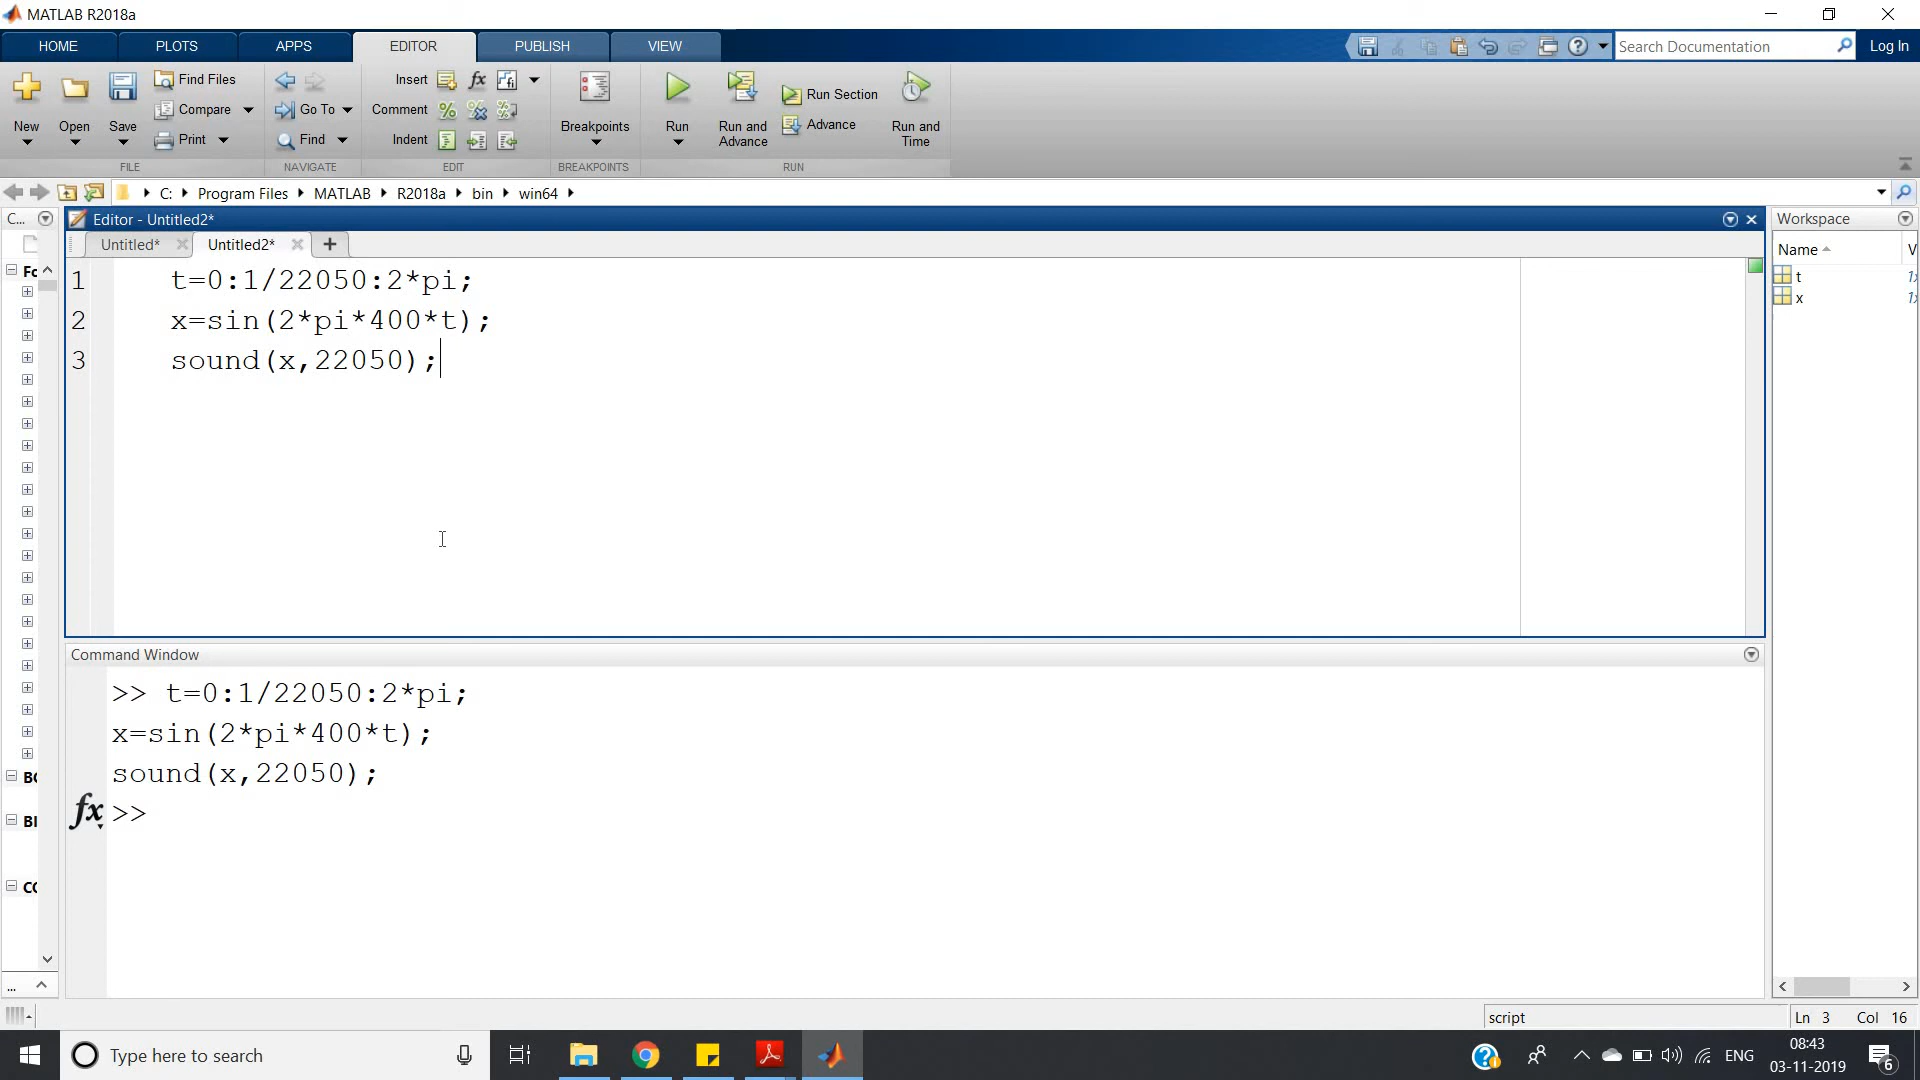 MATLAB R2018a
HOME PLOTS APPS EDITOR PUBLISH VIEW
Search Documentation
Log In
New
Open
Save
Find Files
Compare
Print
FILE
Go To
Find
NAVIGATE
Insert
Comment
Indent
EDIT
Breakpoints
BREAKPOINTS
Run
Run and Advance
Run Section
Advance
Run and Time
RUN
C: Program Files MATLAB R2018a bin win64
C...
Editor - Untitled2*
Workspace
Untitled* Untitled2*
Name
t
x
1 t=0:1/22050:2*pi;
2 x=sin(2*pi*400*t);
3 sound(x,22050);
Command Window
>> t=0:1/22050:2*pi;
x=sin(2*pi*400*t);
sound(x,22050);
fx >>
...
script
Ln 3 Col 16
Type here to search
ENG
08:43
03-11-2019
6